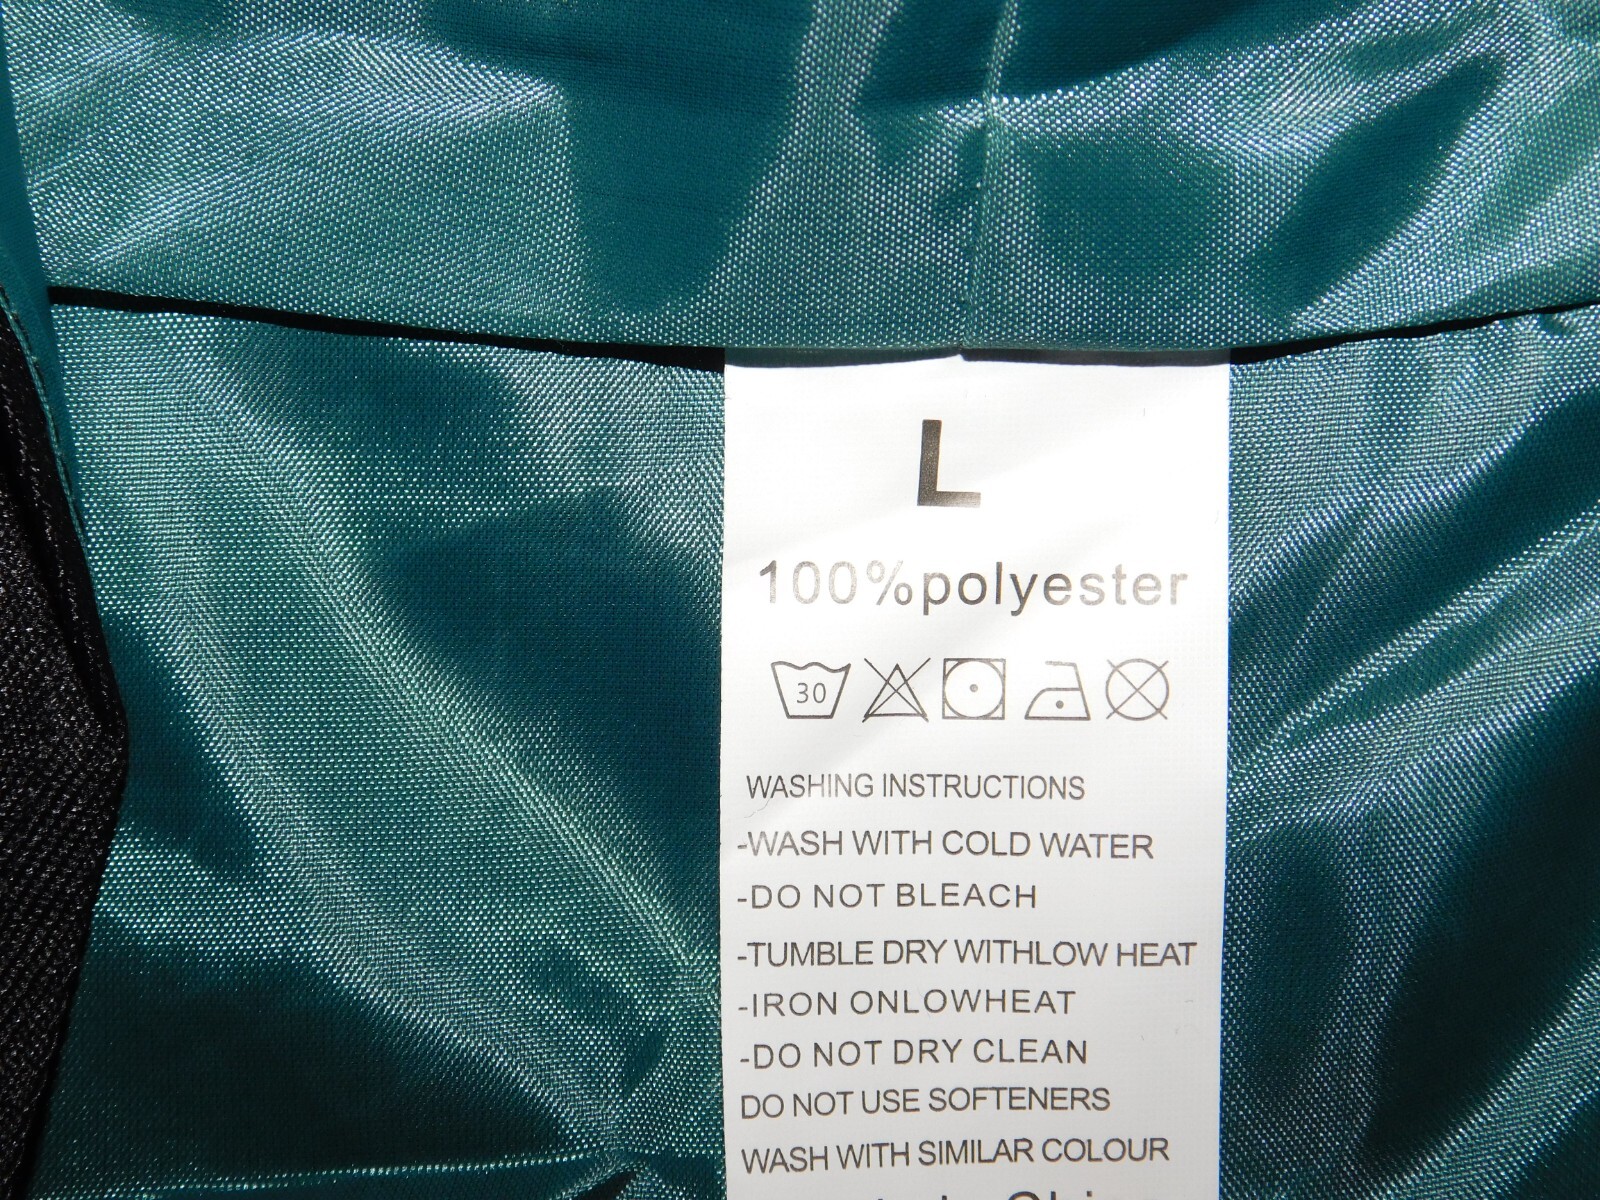 L
100%polyester
30
WASHING INSTRUCTIONS
-WASH WITH COLD WATER
-DO NOT BLEACH
-TUMBLE DRY WITHLOW HEAT
-IRON ONLOWHEAT
-DO NOT DRY CLEAN
DO NOT USE SOFTENERS
WASH WITH SIMILAR COLOUR